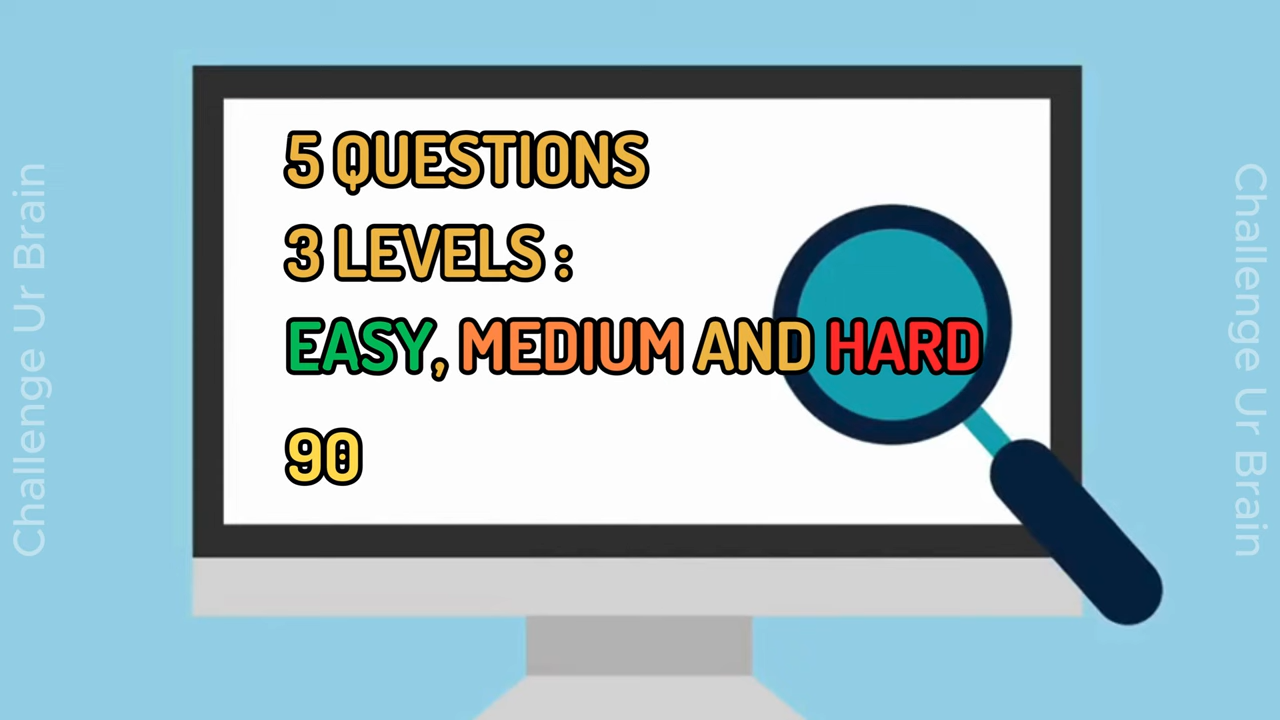 5 QUESTIONS
3 LEVELS :
EASY, MEDIUM AND HARD
90
Challenge Ur Brain
Challenge Ur Brain